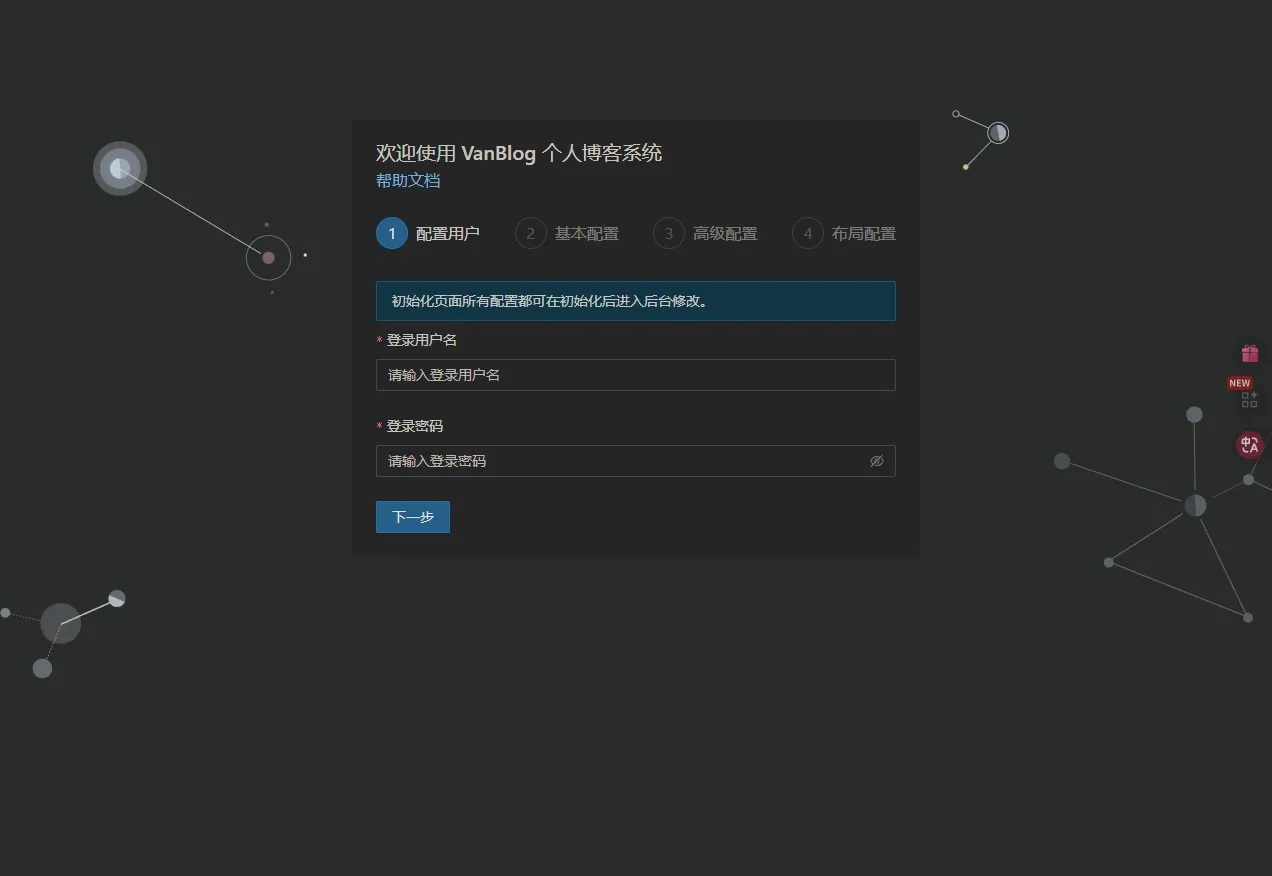 欢迎使用 VanBlog 个人博客系统
帮助文档
1 配置用户 2 基本配置 3 高级配置 4 布局配置
初始化页面所有配置都可在初始化后进入后台修改。
* 登录用户名
请输入登录用户名
* 登录密码
请输入登录密码
下一步
NEW
中A